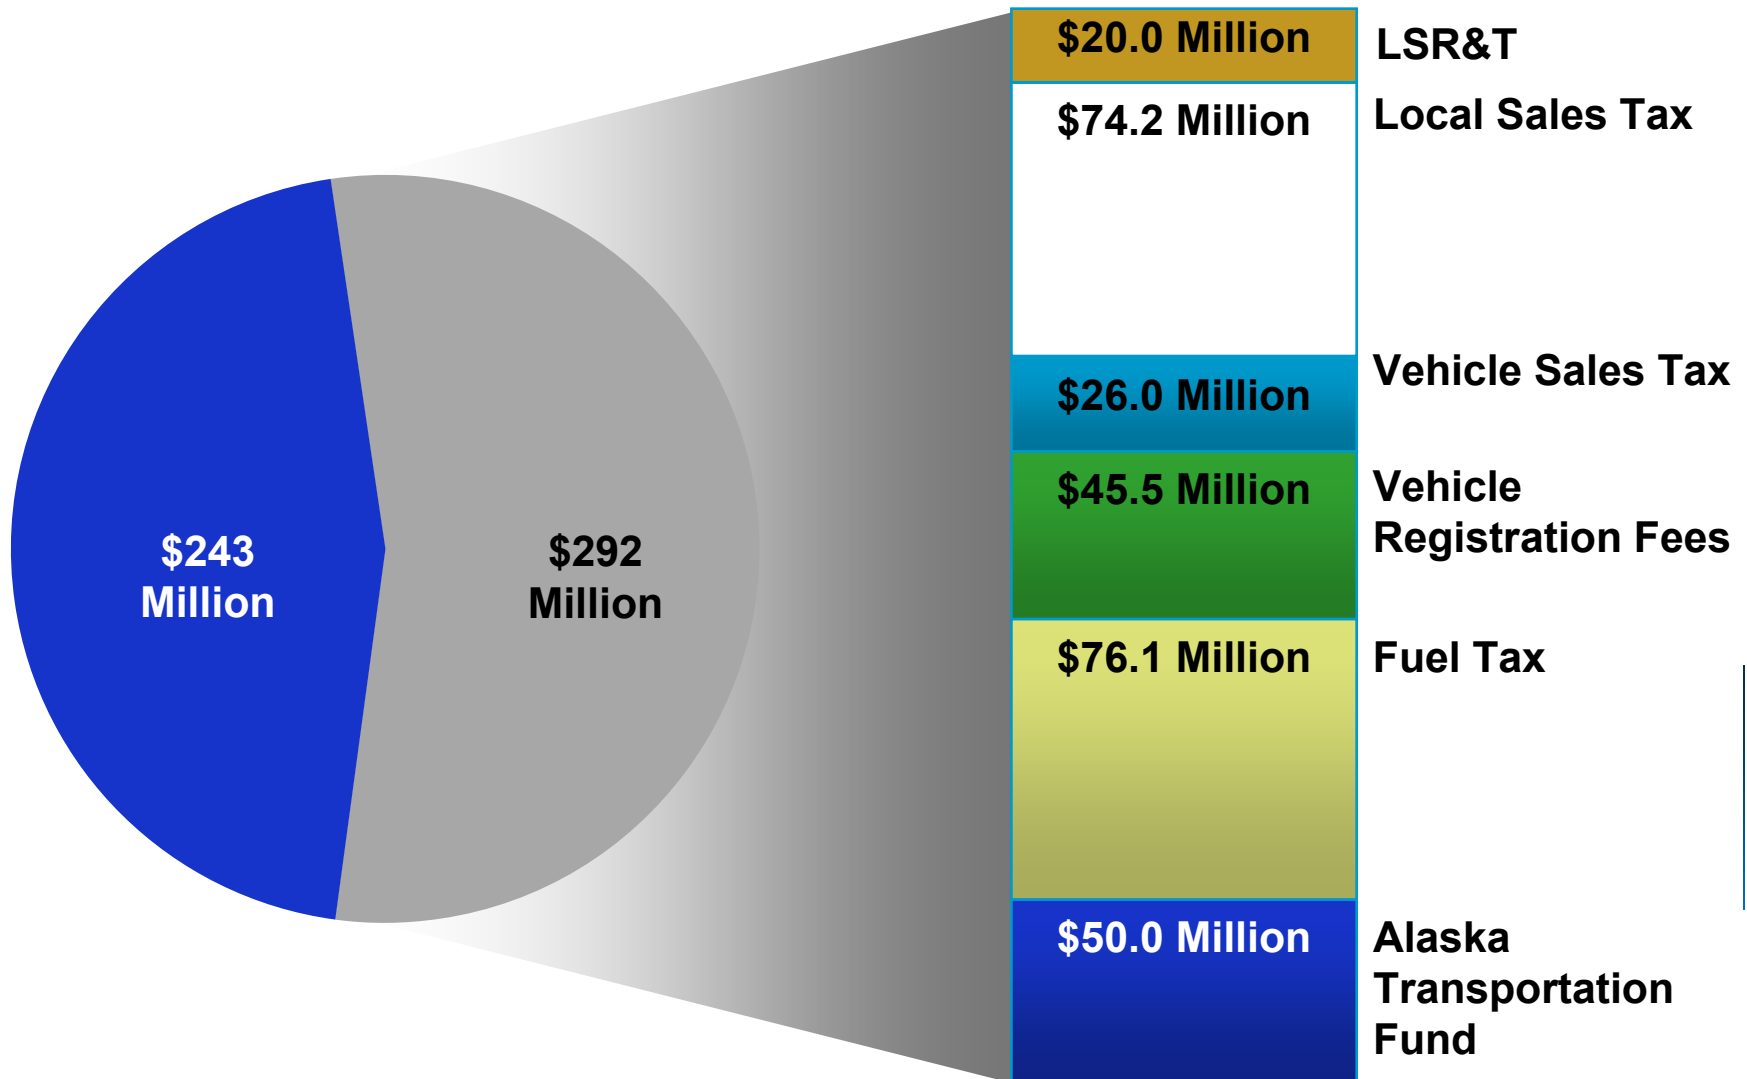 $20.0 Million
LSR&T
$74.2 Million
Local Sales Tax
$26.0 Million
Vehicle Sales Tax
$45.5 Million
Vehicle
Registration Fees
$243
Million
$292
Million
$76.1 Million
Fuel Tax
$50.0 Million
Alaska
Transportation
Fund